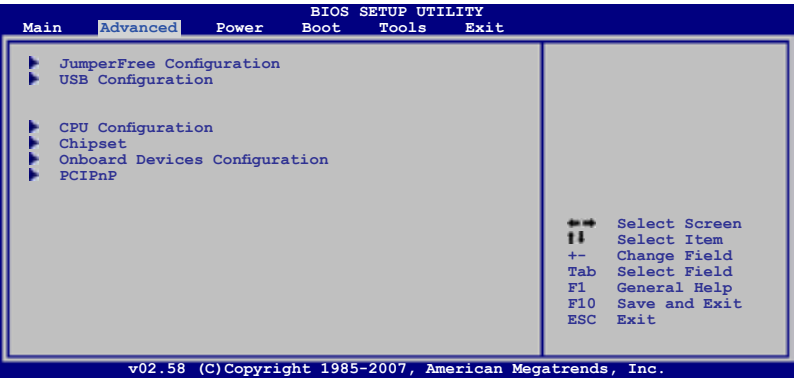 BIOS SETUP UTILITY
Main Advanced Power Boot Tools Exit
JumperFree Configuration
USB Configuration
CPU Configuration
Chipset
Onboard Devices Configuration
PCIPnP
Select Screen
Select Item
+- Change Field
Tab Select Field
F1 General Help
F10 Save and Exit
ESC Exit
v02.58 (C)Copyright 1985-2007, American Megatrends, Inc.